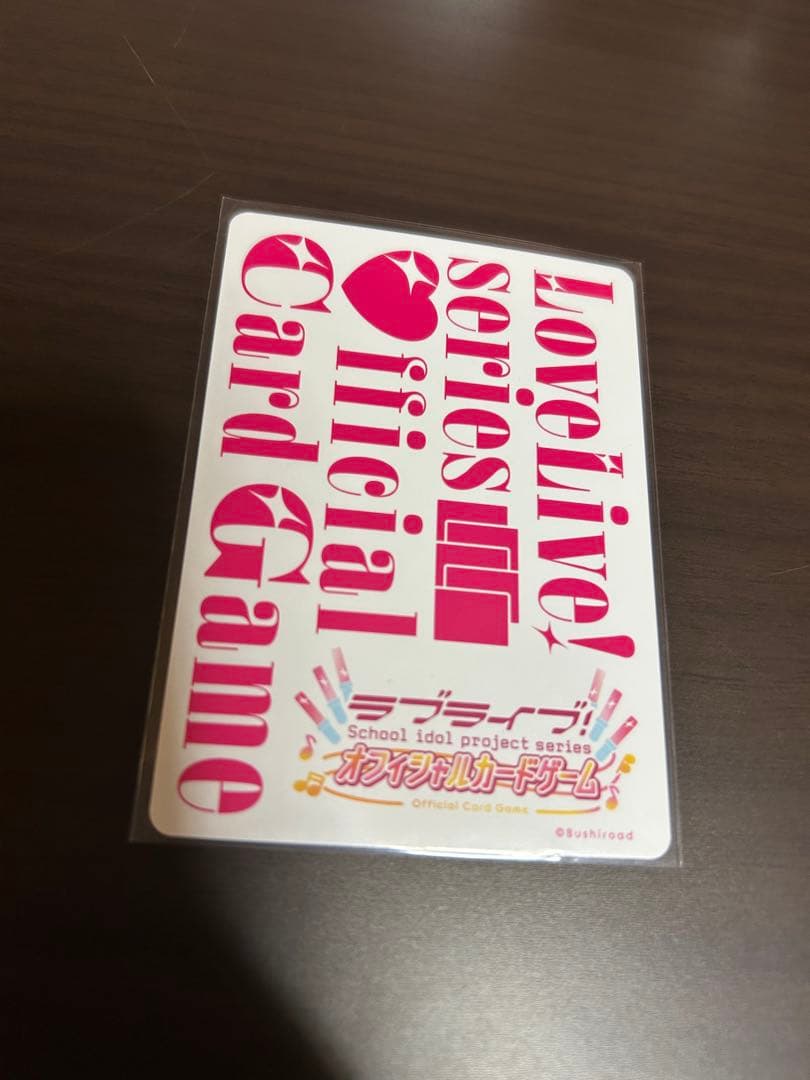 LoveLive!
series
♥fficial
Card Game
ラブライブ!
School idol project series
オフィシャルカードゲーム
Official Card Game
©Bushiroad